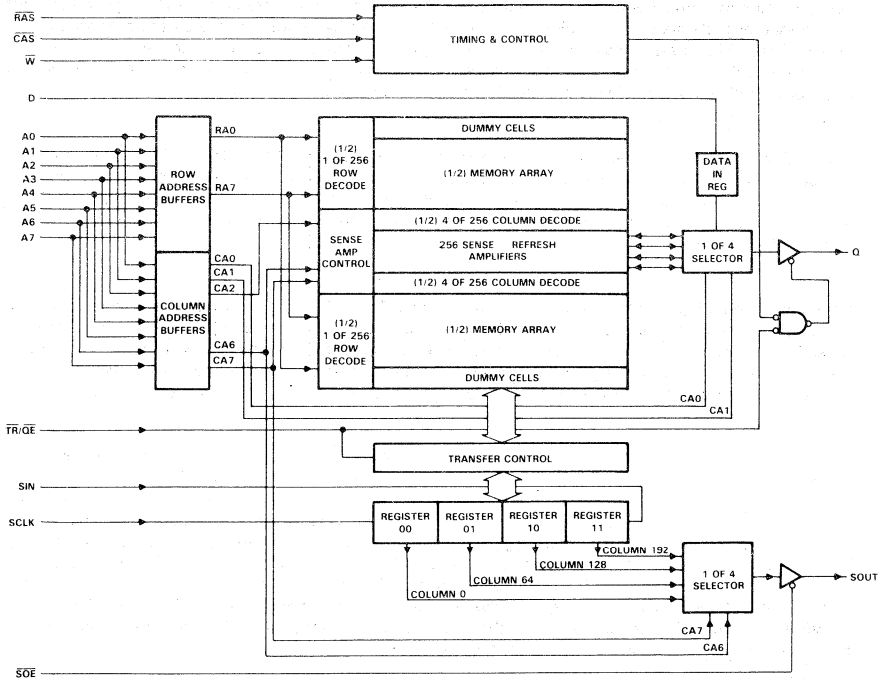 RAS
CAS
W
TIMING & CONTROL
D
A0
A1
A2
A3
A4
A5
A6
A7
ROW
ADDRESS
BUFFERS
RA0
RA7
COLUMN
ADDRESS
BUFFERS
CA0
CA1
CA2
CA6
CA7
(1/2)
1 OF 256
ROW
DECODE
SENSE
AMP
CONTROL
(1/2)
1 OF 256
ROW
DECODE
DUMMY CELLS
(1/2) MEMORY ARRAY
(1/2) 4 OF 256 COLUMN DECODE
256 SENSE REFRESH
AMPLIFIERS
(1/2) 4 OF 256 COLUMN DECODE
(1/2) MEMORY ARRAY
DUMMY CELLS
DATA
IN
REG
1 OF 4
SELECTOR
Q
CA0
CA1
TR/QE
TRANSFER CONTROL
SIN
SCLK
REGISTER
00
REGISTER
01
REGISTER
10
REGISTER
11
COLUMN 192
COLUMN 128
COLUMN 64
COLUMN 0
1 OF 4
SELECTOR
SOUT
CA7
CA6
SOE